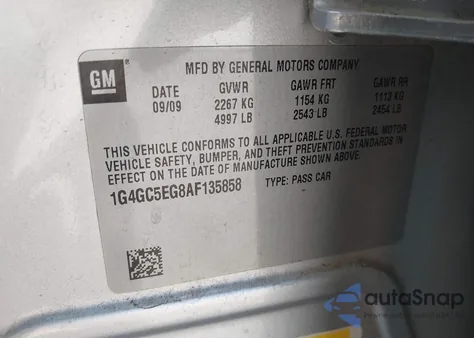 GM
MFD BY GENERAL MOTORS COMPANY
DATE GVWR GAWR FRT GAWR RR
09/09 2267 KG 1154 KG 1113 KG
4997 LB 2543 LB 2454 LB
THIS VEHICLE CONFORMS TO ALL APPLICABLE U.S. FEDERAL MOTOR
VEHICLE SAFETY, BUMPER, AND THEFT PREVENTION STANDARDS IN
EFFECT ON THE DATE OF MANUFACTURE SHOWN ABOVE.
1G4GC5EG8AF135858 TYPE: PASS CAR
autoSnap